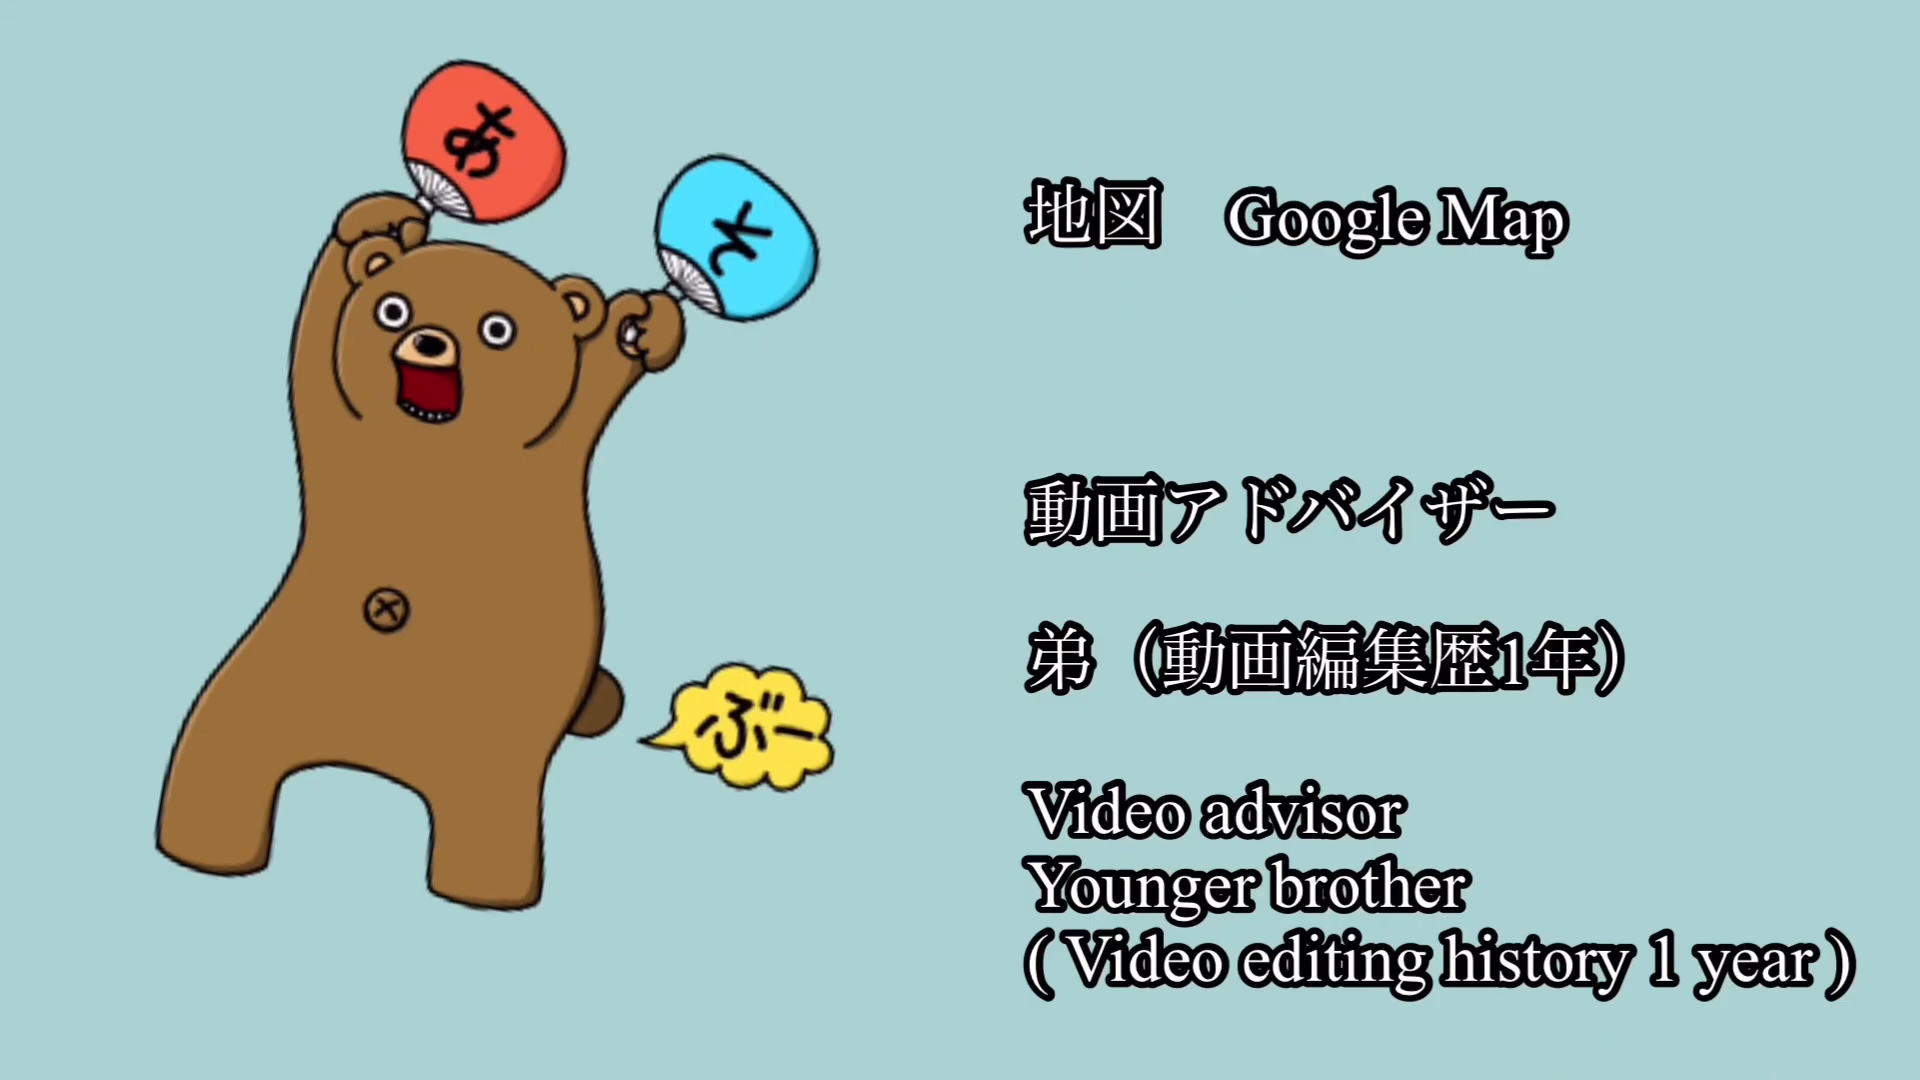 あ
そ
ぶー
地図　Google Map
動画アドバイザー
弟（動画編集歴1年）
Video advisor
Younger brother
( Video editing history 1 year )